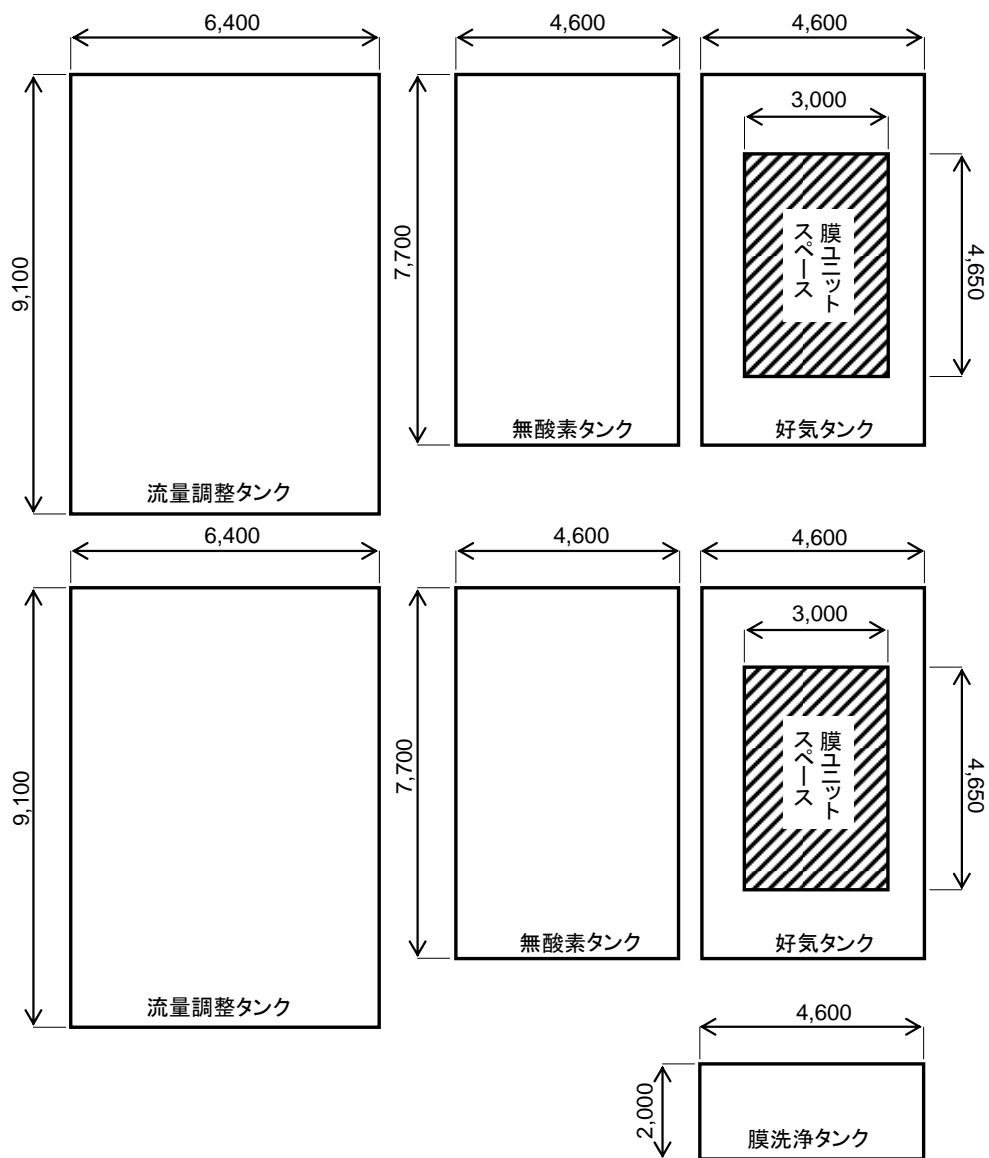 6,400
4,600
4,600
3,000
9,100
7,700
膜ユニット
スペース
4,650
無酸素タンク
好気タンク
流量調整タンク
6,400
4,600
4,600
3,000
9,100
7,700
膜ユニット
スペース
4,650
無酸素タンク
好気タンク
流量調整タンク
4,600
2,000
膜洗浄タンク